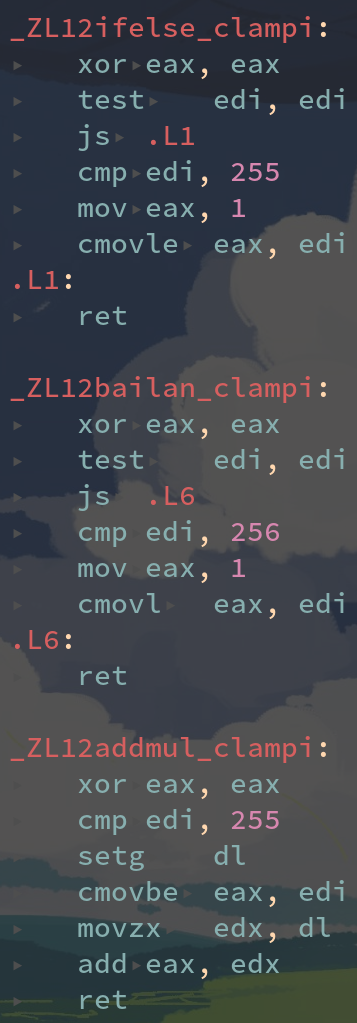 _ZL12ifelse_clampi:
xor eax, eax
test edi, edi
js .L1
cmp edi, 255
mov eax, 1
cmovle eax, edi
.L1:
ret
_ZL12bailan_clampi:
xor eax, eax
test edi, edi
js .L6
cmp edi, 256
mov eax, 1
cmovl eax, edi
.L6:
ret
_ZL12addmul_clampi:
xor eax, eax
cmp edi, 255
setg dl
cmovbe eax, edi
movzx edx, dl
add eax, edx
ret